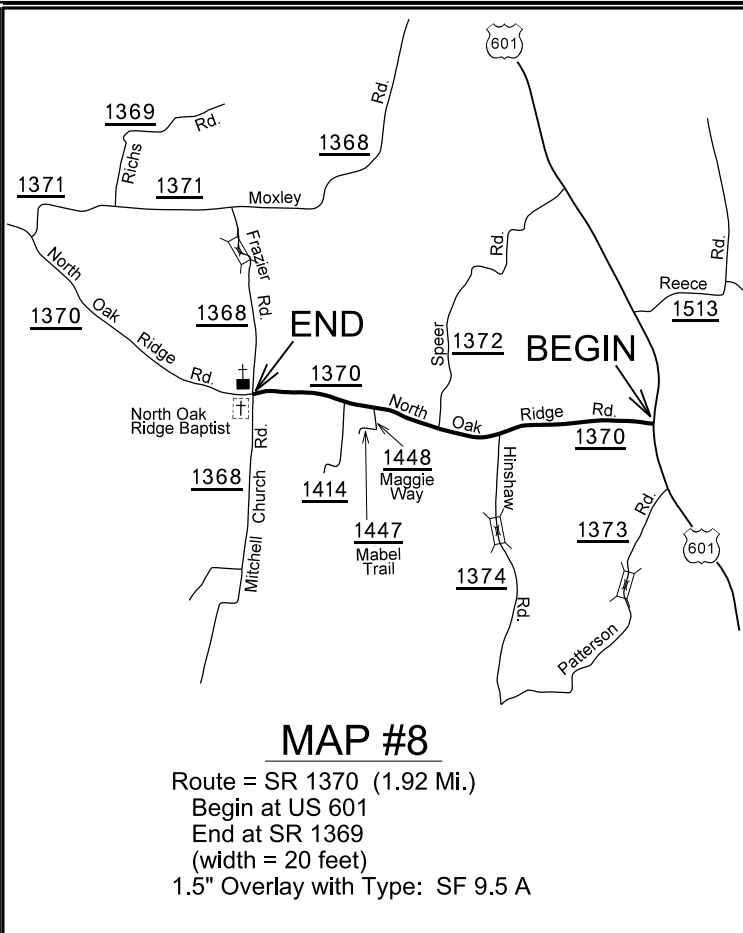 601
1369
Richs Rd.
Rd.
1368
1371
1371
Moxley
Frazier Rd.
North Oak Ridge Rd.
1370
1368
END
1370
Speer Rd.
1372
Reece
Rd.
1513
BEGIN
North Oak Ridge Rd.
1370
North Oak
Ridge Baptist
1368
Mitchell Church Rd.
1414
1448
Maggie
Way
1447
Mabel
Trail
Hinshaw Rd.
1374
1373
Patterson Rd.
601
MAP #8
Route = SR 1370 (1.92 Mi.)
Begin at US 601
End at SR 1369
(width = 20 feet)
1.5" Overlay with Type: SF 9.5 A